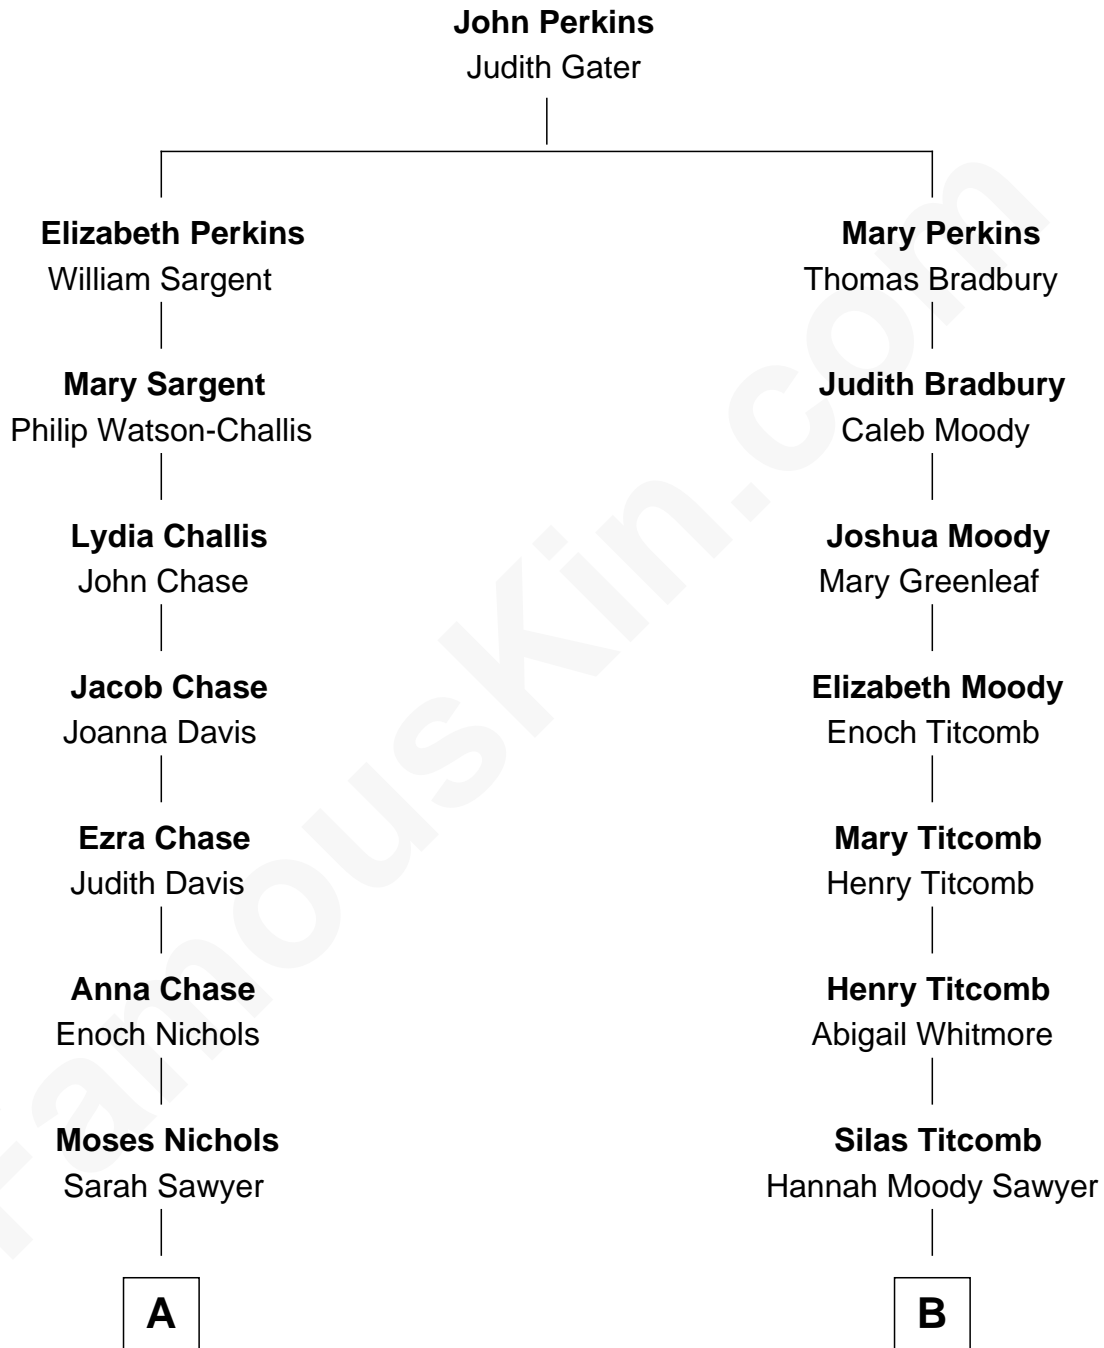 John Perkins
Judith Gater
Elizabeth Perkins
William Sargent
Mary Perkins
Thomas Bradbury
Mary Sargent
Philip Watson-Challis
Judith Bradbury
Caleb Moody
Lydia Challis
John Chase
Joshua Moody
Mary Greenleaf
Jacob Chase
Joanna Davis
Elizabeth Moody
Enoch Titcomb
Ezra Chase
Judith Davis
Mary Titcomb
Henry Titcomb
Anna Chase
Enoch Nichols
Henry Titcomb
Abigail Whitmore
Moses Nichols
Sarah Sawyer
Silas Titcomb
Hannah Moody Sawyer
A
B
FamousKin.com